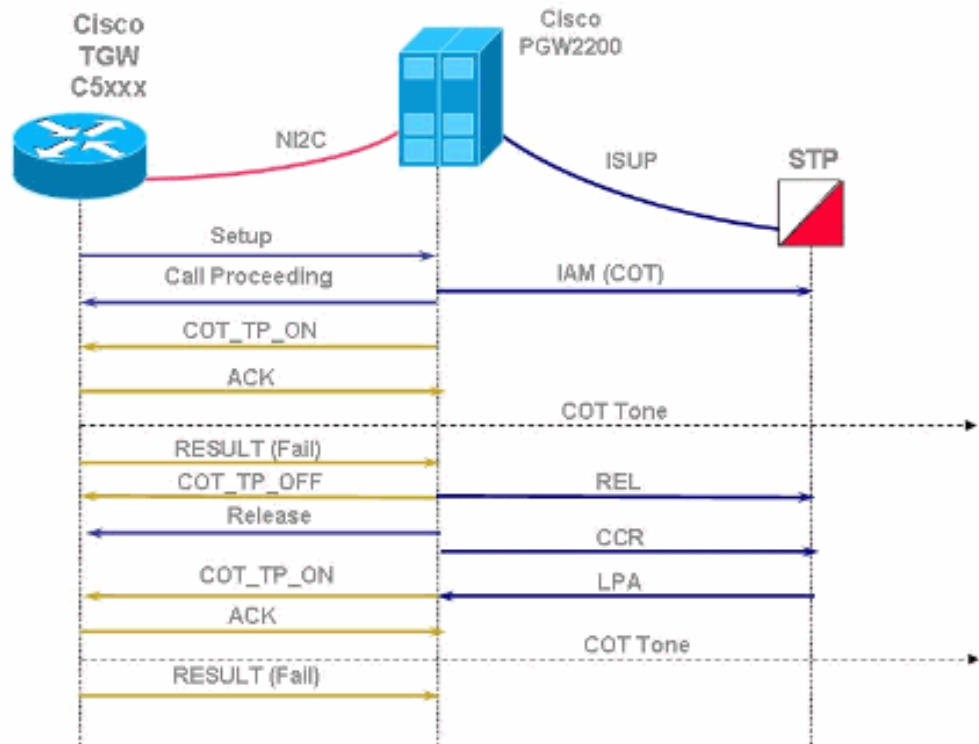 Cisco
TGW
C5xxx
Cisco
PGW2200
NI2C
ISUP
STP
Setup
Call Proceeding
IAM (COT)
COT_TP_ON
ACK
COT Tone
RESULT (Fail)
COT_TP_OFF
REL
Release
CCR
COT_TP_ON
LPA
ACK
COT Tone
RESULT (Fail)